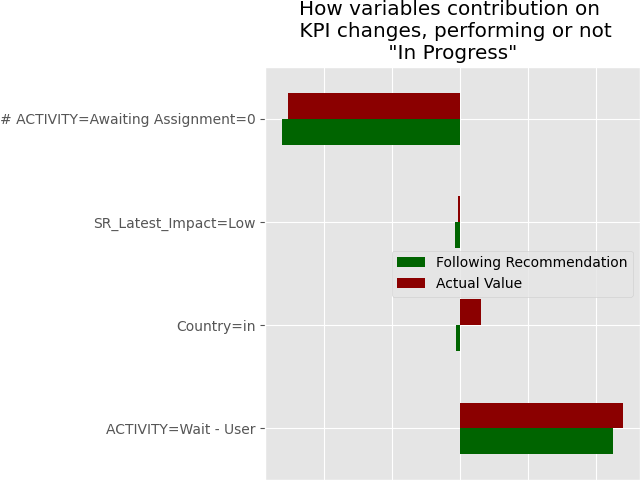 How variables contribution on
KPI changes, performing or not
"In Progress"
# ACTIVITY=Awaiting Assignment=0
SR_Latest_Impact=Low
Following Recommendation
Actual Value
Country=in
ACTIVITY=Wait - User